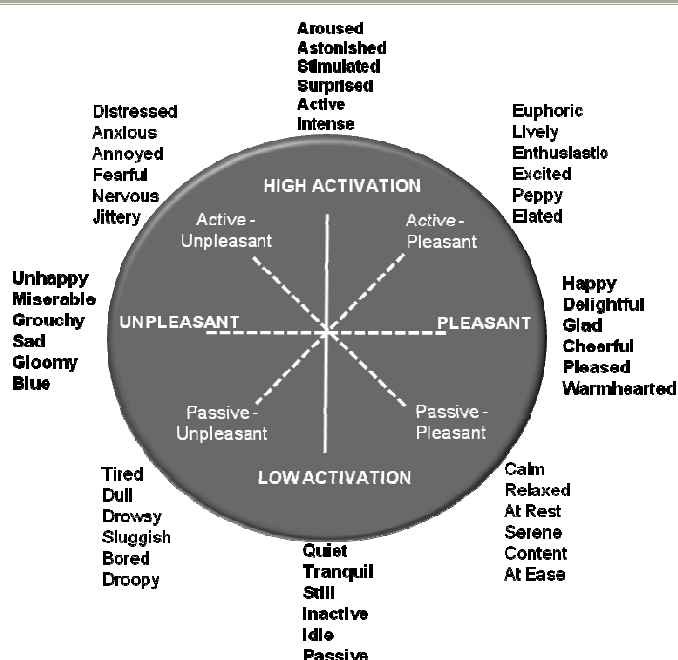 Aroused
Astonished
Stimulated
Surprised
Active
Intense
Distressed
Anxious
Annoyed
Fearful
Nervous
Jittery
Euphoric
Lively
Enthusiastic
Excited
Peppy
Elated
HIGH ACTIVATION
Active -
Unpleasant
Active -
Pleasant
Unhappy
Miserable
Grouchy
Sad
Gloomy
Blue
UNPLEASANT
PLEASANT
Happy
Delightful
Glad
Cheerful
Pleased
Warmhearted
Passive -
Unpleasant
Passive -
Pleasant
LOW ACTIVATION
Tired
Dull
Drowsy
Sluggish
Bored
Droopy
Calm
Relaxed
At Rest
Serene
Content
At Ease
Quiet
Tranquil
Still
Inactive
Idle
Passive